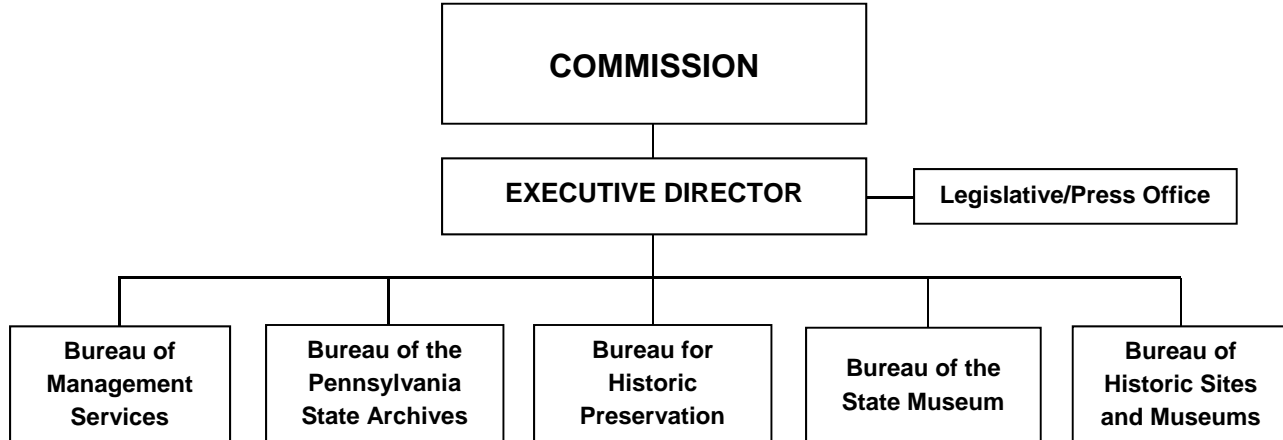 COMMISSION
EXECUTIVE DIRECTOR
Legislative/Press Office
Bureau of
Management
Services
Bureau of the
Pennsylvania
State Archives
Bureau for
Historic
Preservation
Bureau of the
State Museum
Bureau of
Historic Sites
and Museums